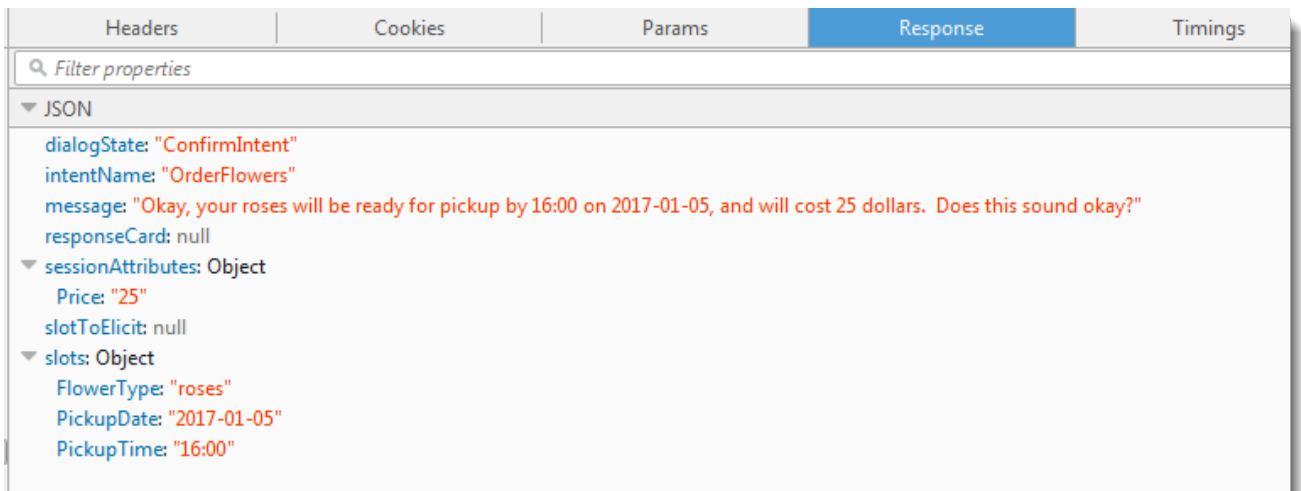 Headers Cookies Params Response Timings
Filter properties
JSON
dialogState: "ConfirmIntent"
intentName: "OrderFlowers"
message: "Okay, your roses will be ready for pickup by 16:00 on 2017-01-05, and will cost 25 dollars.  Does this sound okay?"
responseCard: null
sessionAttributes: Object
Price: "25"
slotToElicit: null
slots: Object
FlowerType: "roses"
PickupDate: "2017-01-05"
PickupTime: "16:00"